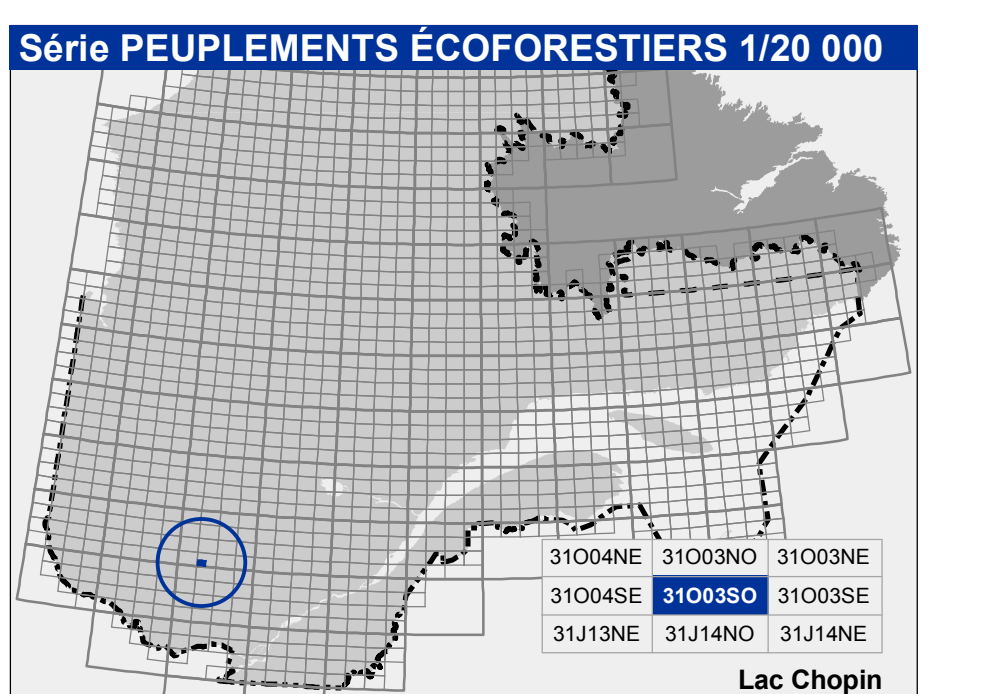 Série PEUPLEMENTS ÉCOFORESTIERS 1/20 000
31O04NE 31O03NO 31O03NE
31O04SE 31O03SO 31O03SE
31J13NE 31J14NO 31J14NE
Lac Chopin